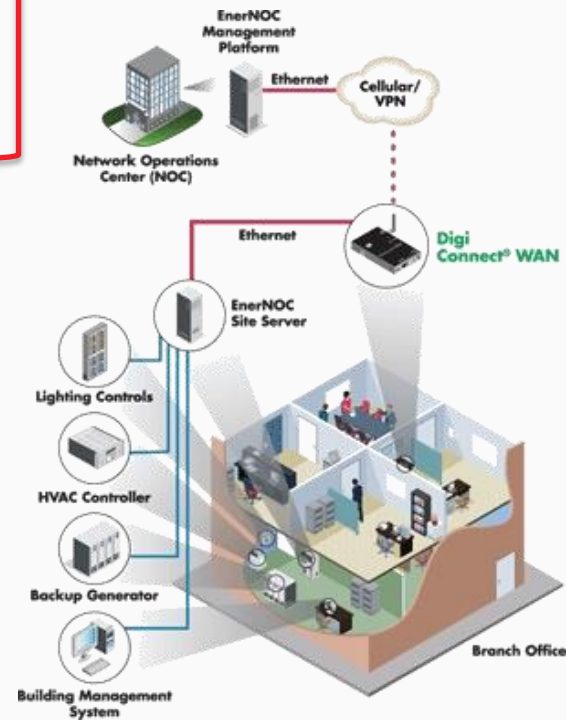 EnerNOC
Management
Platform
Ethernet
Cellular/
VPN
Network Operations
Center (NOC)
Ethernet
Digi
Connect® WAN
EnerNOC
Site Server
Lighting Controls
HVAC Controller
Backup Generator
Branch Office
Building Management
System